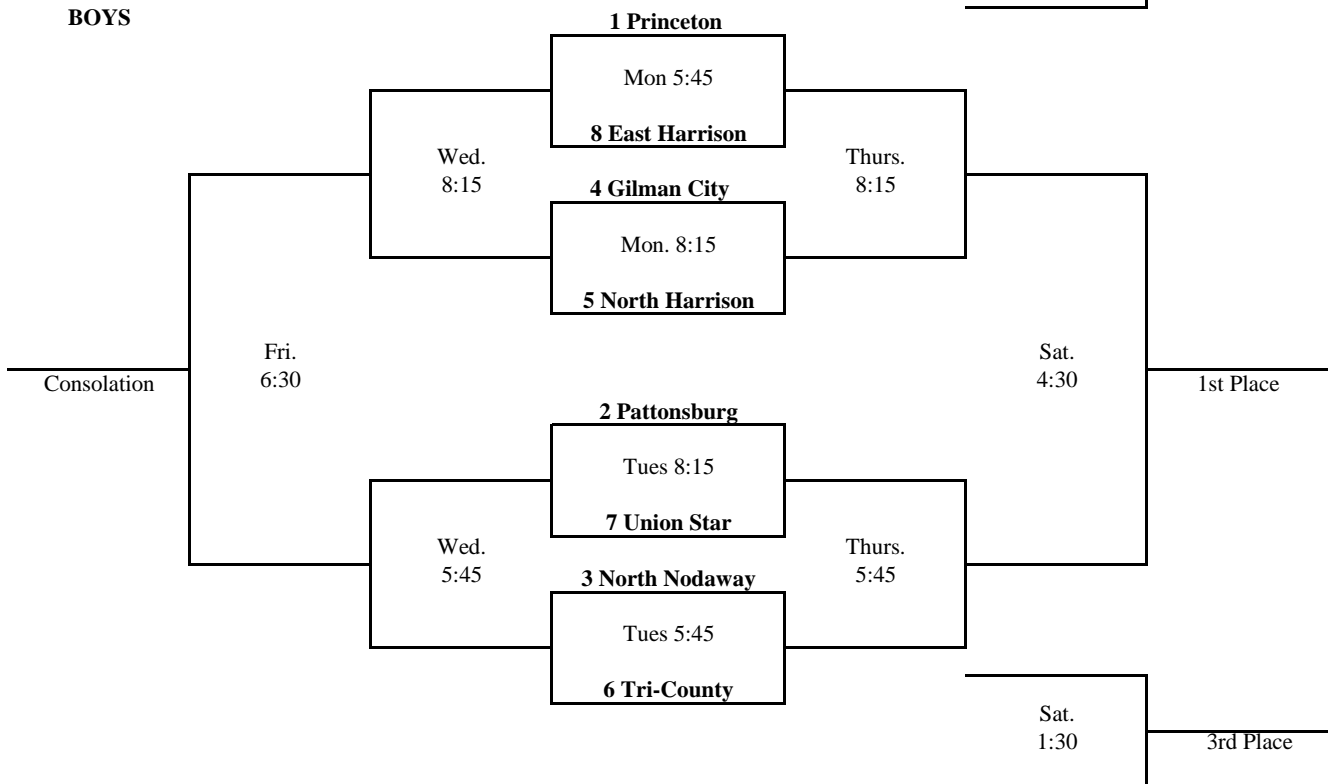 BOYS
1 Princeton
Mon 5:45
8 East Harrison
Wed.
8:15
Thurs.
8:15
4 Gilman City
Mon. 8:15
5 North Harrison
Fri.
6:30
Sat.
4:30
Consolation
1st Place
2 Pattonsburg
Tues 8:15
7 Union Star
Wed.
5:45
Thurs.
5:45
3 North Nodaway
Tues 5:45
6 Tri-County
Sat.
1:30
3rd Place